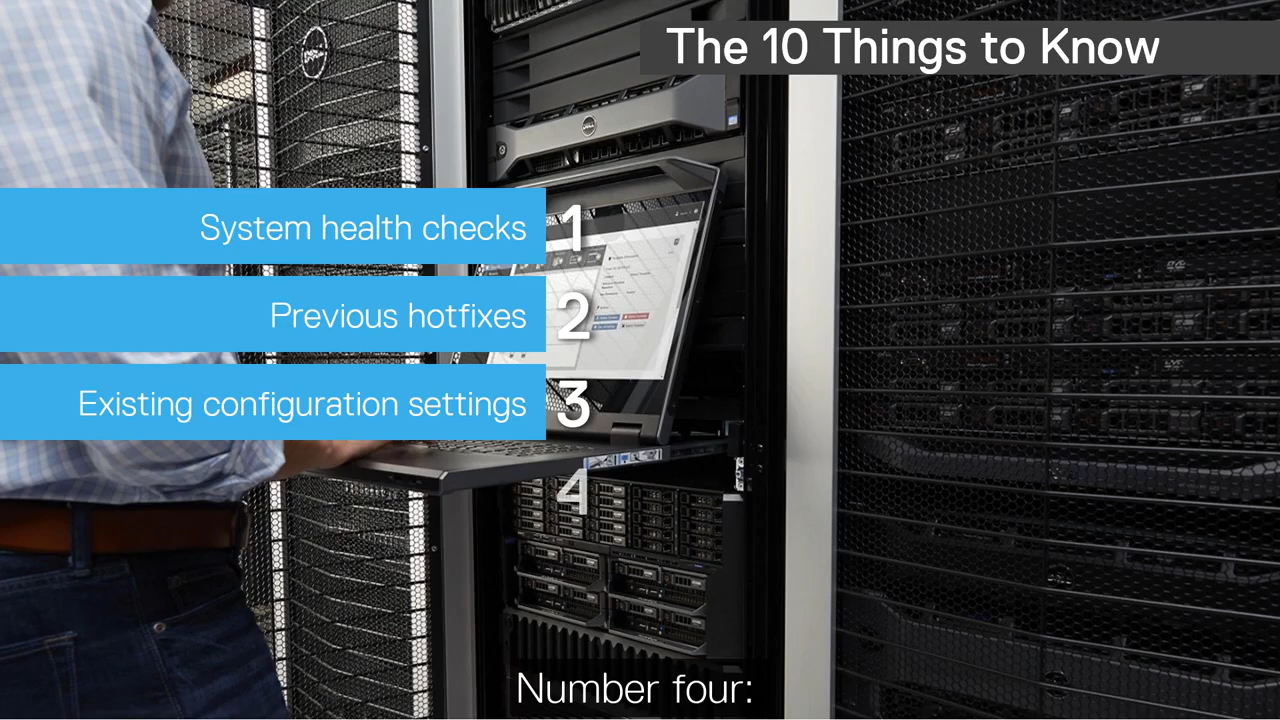 The 10 Things to Know
System health checks 1
Previous hotfixes 2
Existing configuration settings 3
4
Number four: